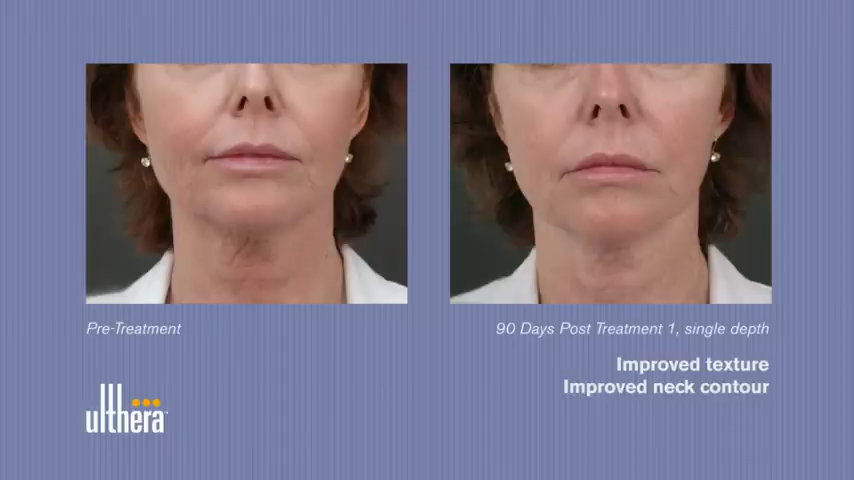 Pre-Treatment
90 Days Post Treatment 1, single depth
Improved texture
Improved neck contour
ulthera